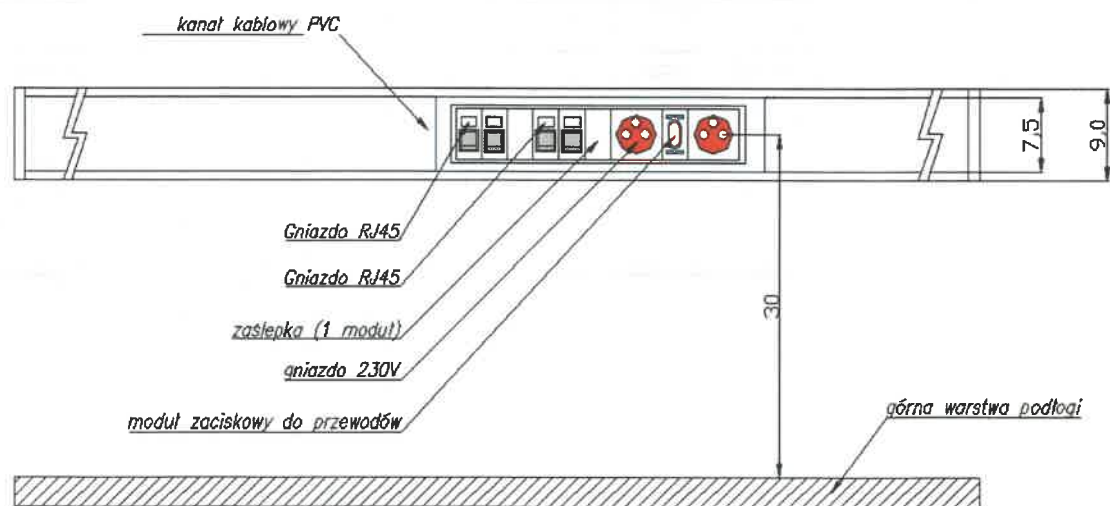 kanał kablowy PVC
7,5
9,0
Gniazdo RJ45
Gniazdo RJ45
30
zaślepka (1 moduł)
gniazdo 230V
moduł zaciskowy do przewodów
górna warstwa podłogi